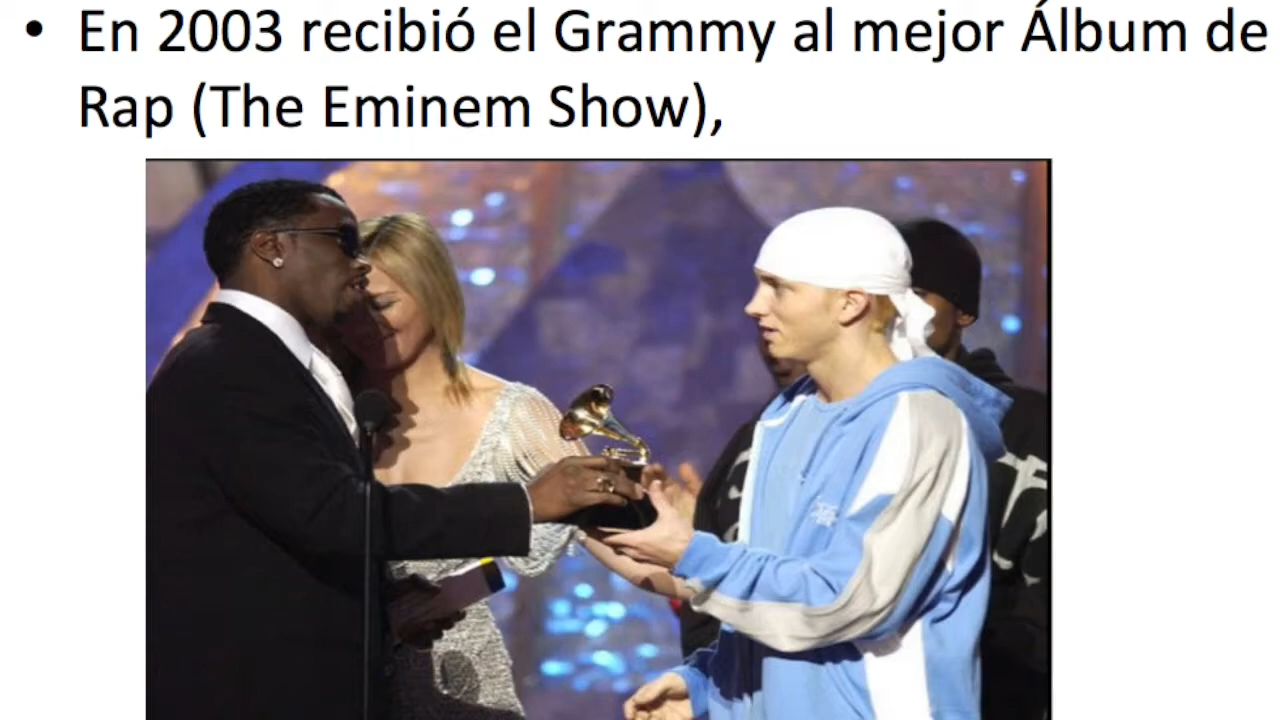 • En 2003 recibió el Grammy al mejor Álbum de
Rap (The Eminem Show),